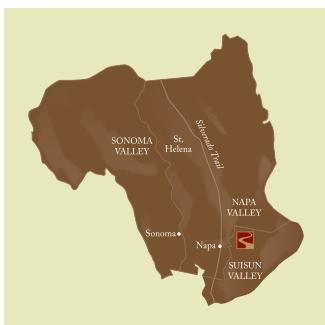 SONOMA
VALLEY
St.
Helena
Silverado Trail
NAPA
VALLEY
Sonoma
Napa
SUISUN
VALLEY